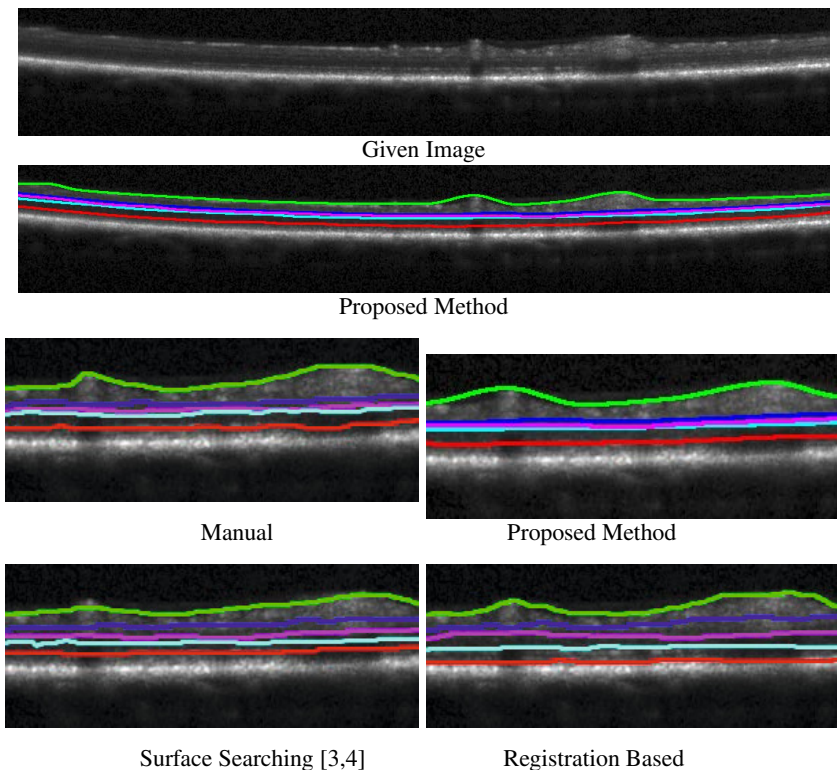 Given Image
Proposed Method
Manual
Proposed Method
Surface Searching [3,4]
Registration Based